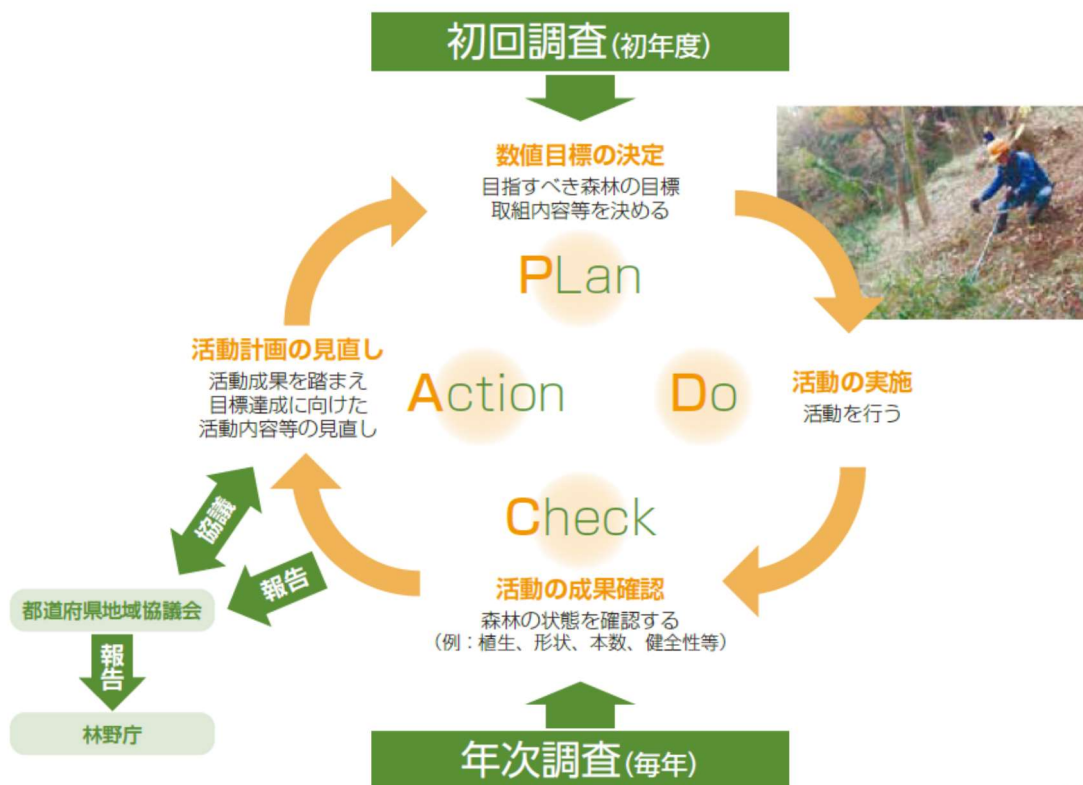 初回調査(初年度)
数値目標の決定
目指すべき森林の目標
取組内容等を決める
PLan
活動計画の見直し
活動成果を踏まえ
目標達成に向けた
活動内容等の見直し
Action
Do
活動の実施
活動を行う
Check
活動の成果確認
森林の状態を確認する
(例：植生、形状、本数、健全性等)
協議
報告
都道府県地域協議会
報告
林野庁
年次調査(毎年)